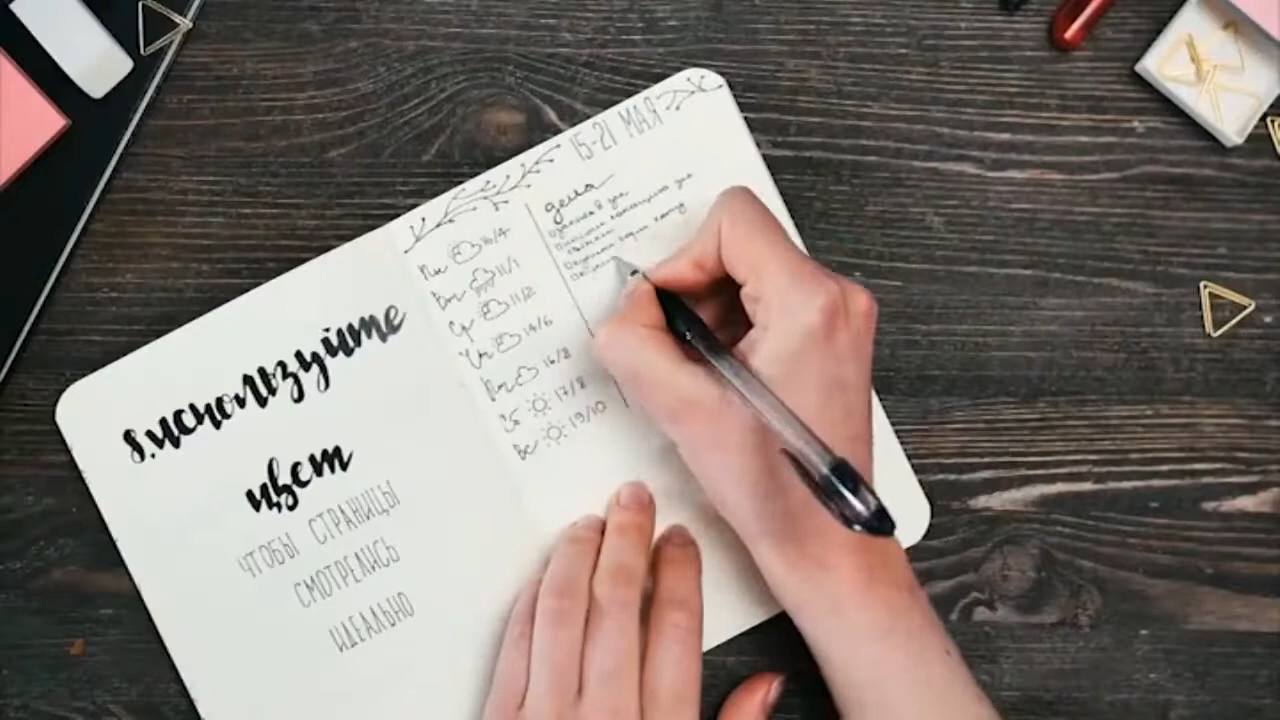 8.используйте
цвет
ЧТОБЫ СТРАНИЦЫ
СМОТРЕЛИСЬ
ИДЕАЛЬНО
15-21 МАЯ
Пн 16/4
Вт 11/1
Ср 11/2
Чт 14/6
Пт 16/8
Сб 17/8
Вс 19/10
дела